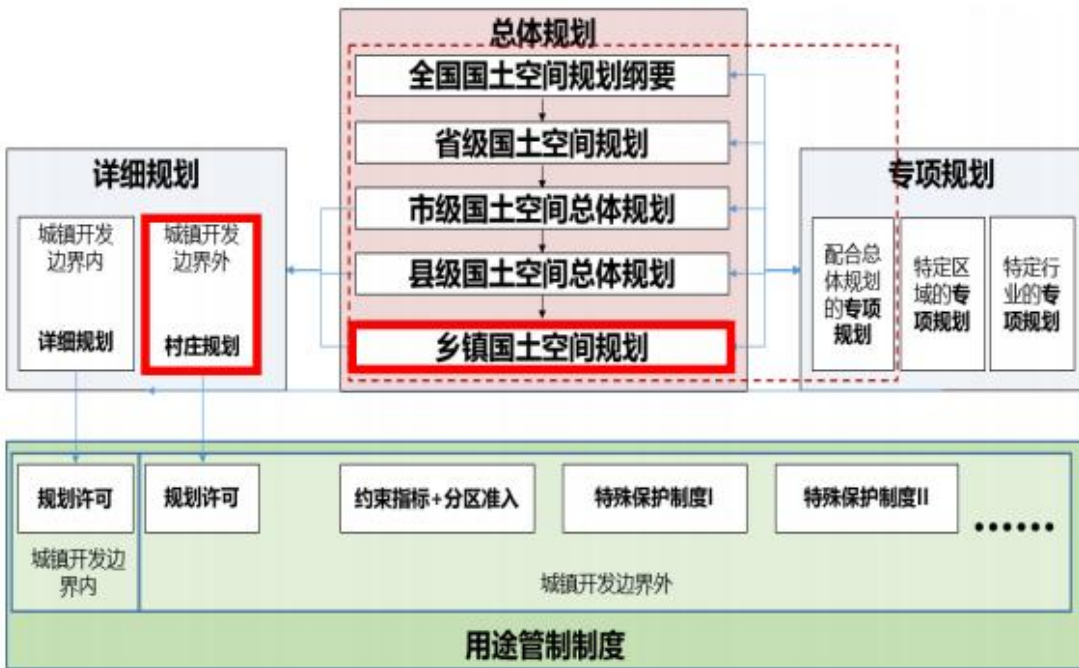 总体规划
全国国土空间规划纲要
省级国土空间规划
市级国土空间总体规划
县级国土空间总体规划
乡镇国土空间规划
详细规划
城镇开发
边界内
详细规划
城镇开发
边界外
村庄规划
专项规划
配合总
体规划
的专项
规划
特定区
域的专
项规划
特定行
业的专
项规划
规划许可
城镇开发边
界内
规划许可
约束指标+分区准入
特殊保护制度I
特殊保护制度II
······
城镇开发边界外
用途管制制度